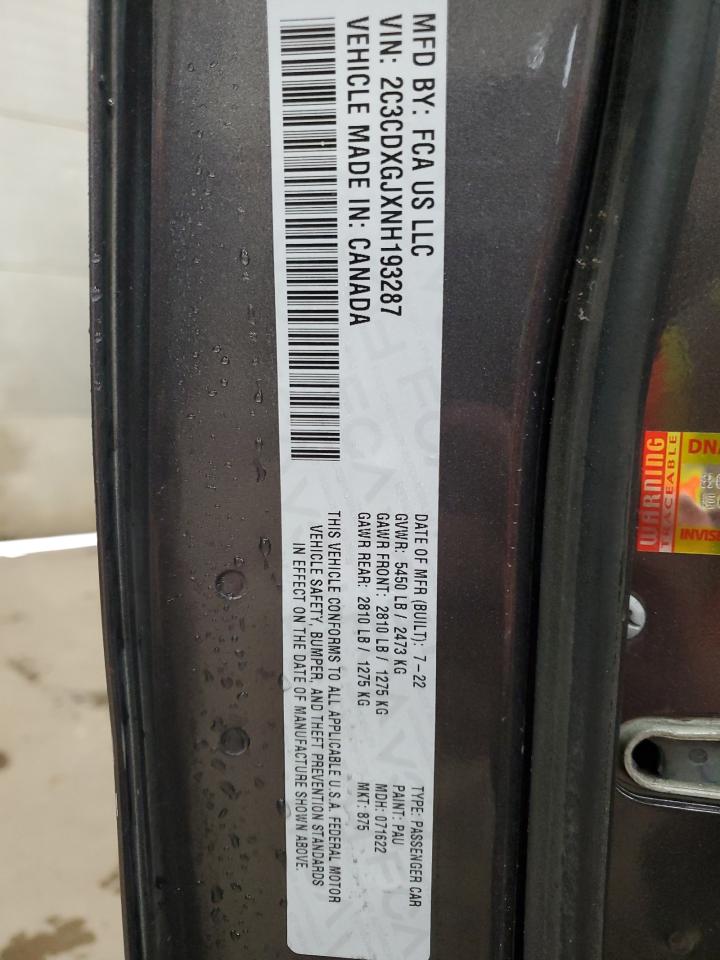 MFD BY: FCA US LLC
VIN: 2C3CDXGJXNH193287
VEHICLE MADE IN: CANADA
DATE OF MFR (BUILT): 7-22
GVWR: 5450 LB / 2473 KG
GAWR FRONT: 2810 LB / 1275 KG
GAWR REAR: 2810 LB / 1275 KG
TYPE: PASSENGER CAR
PAINT: PAU
MDH: 071622
MKT: 875
THIS VEHICLE CONFORMS TO ALL APPLICABLE U.S.A. FEDERAL MOTOR
VEHICLE SAFETY, BUMPER, AND THEFT PREVENTION STANDARDS
IN EFFECT ON THE DATE OF MANUFACTURE SHOWN ABOVE.
WARNING
DNA